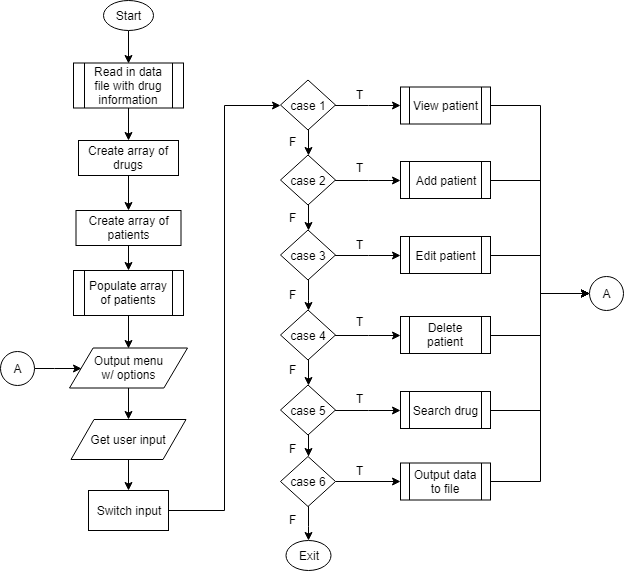 Start
Read in data
file with drug
information
Create array of
drugs
Create array of
patients
Populate array
of patients
A
Output menu
w/ options
Get user input
Switch input
case 1
T
View patient
F
case 2
T
Add patient
F
case 3
T
Edit patient
F
case 4
T
Delete
patient
F
case 5
T
Search drug
F
case 6
T
Output data
to file
F
Exit
A